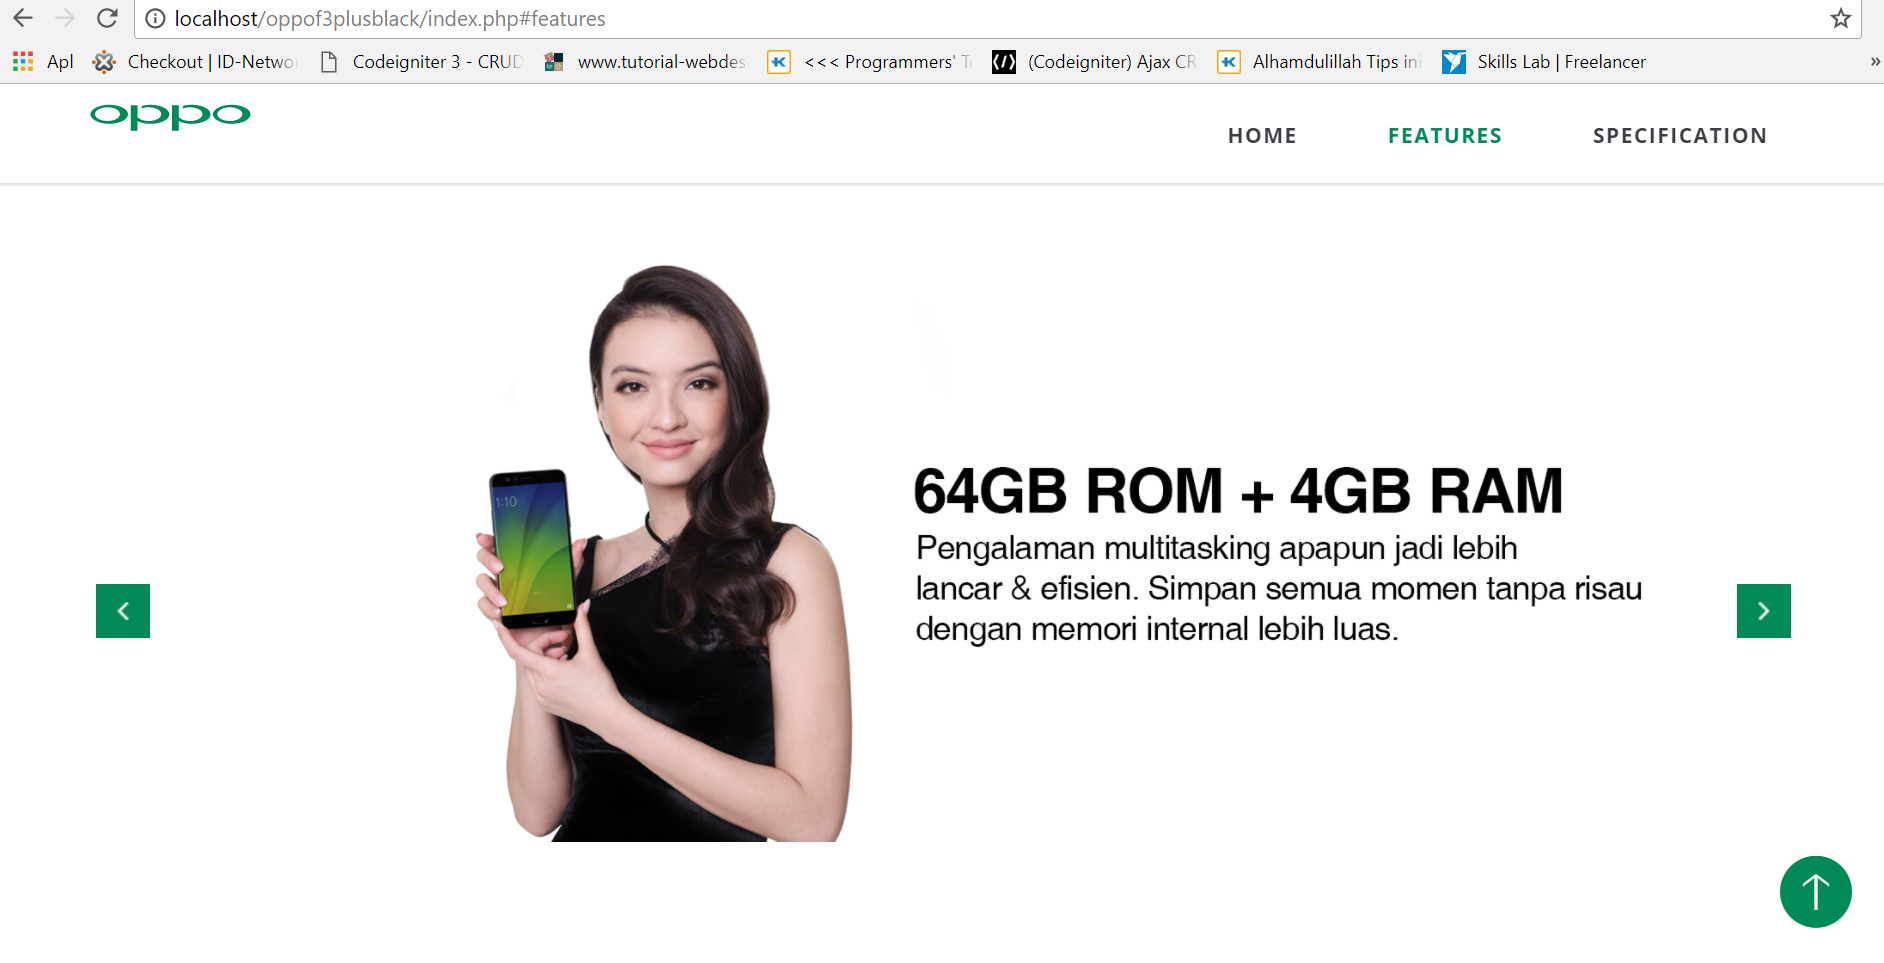 localhost/oppof3plusblack/index.php#features
Apl Checkout | ID-Netwo Codeigniter 3 - CRUD www.tutorial-webdes <<< Programmers' T (Codeigniter) Ajax CR Alhamdulillah Tips ini Skills Lab | Freelancer »
oppo
HOME FEATURES SPECIFICATION
1:10
64GB ROM + 4GB RAM
Pengalaman multitasking apapun jadi lebih
lancar & efisien. Simpan semua momen tanpa risau
dengan memori internal lebih luas.